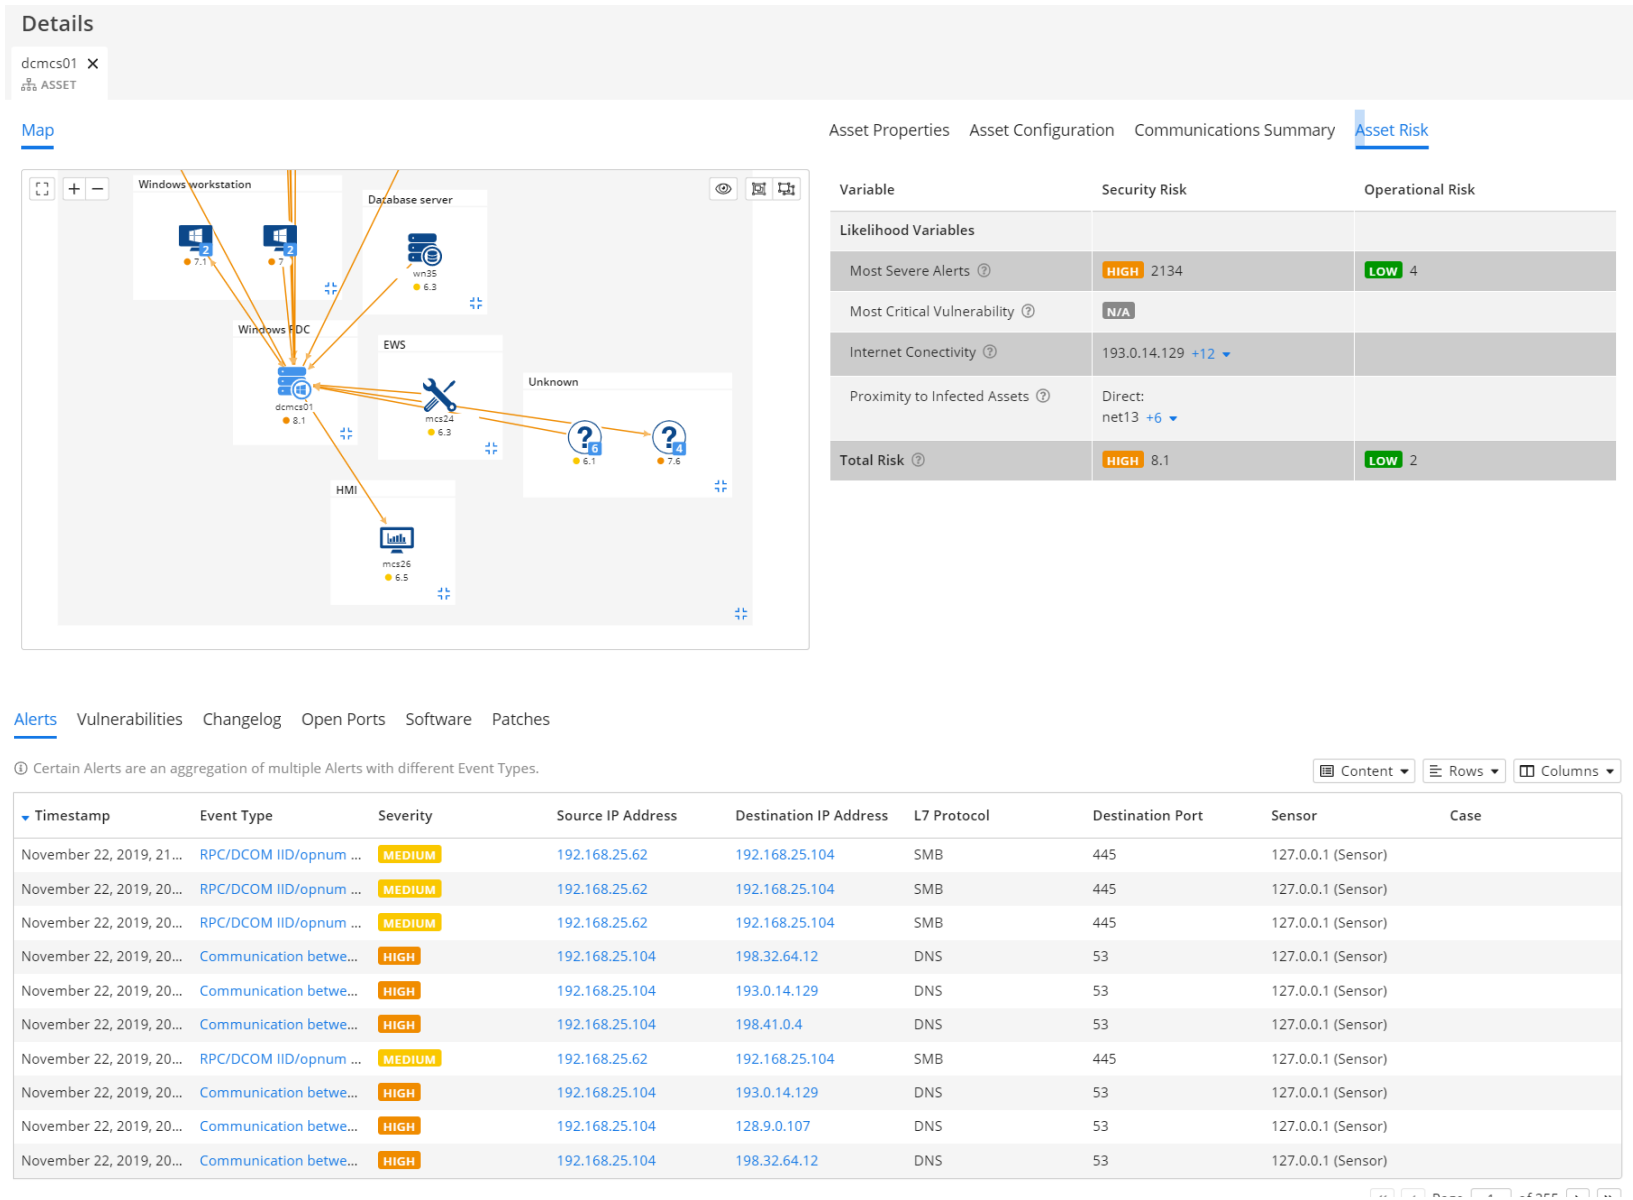 Details
dcmcs01
ASSET
Map
Asset Properties Asset Configuration Communications Summary Asset Risk
Windows workstation
2
7.1
2
7
Database server
wn35
6.3
Windows PDC
dcmcs01
8.1
EWS
mcs24
6.3
Unknown
6
6.1
4
7.6
HMI
mcs26
6.5
Variable Security Risk Operational Risk
Likelihood Variables
Most Severe Alerts HIGH 2134 LOW 4
Most Critical Vulnerability N/A
Internet Conectivity 193.0.14.129 +12
Proximity to Infected Assets Direct:
net13 +6
Total Risk HIGH 8.1 LOW 2
Alerts Vulnerabilities Changelog Open Ports Software Patches
Certain Alerts are an aggregation of multiple Alerts with different Event Types.
Content Rows Columns
Timestamp Event Type Severity Source IP Address Destination IP Address L7 Protocol Destination Port Sensor Case
November 22, 2019, 21... RPC/DCOM IID/opnum ... MEDIUM 192.168.25.62 192.168.25.104 SMB 445 127.0.0.1 (Sensor)
November 22, 2019, 20... RPC/DCOM IID/opnum ... MEDIUM 192.168.25.62 192.168.25.104 SMB 445 127.0.0.1 (Sensor)
November 22, 2019, 20... RPC/DCOM IID/opnum ... MEDIUM 192.168.25.62 192.168.25.104 SMB 445 127.0.0.1 (Sensor)
November 22, 2019, 20... Communication betwe... HIGH 192.168.25.104 198.32.64.12 DNS 53 127.0.0.1 (Sensor)
November 22, 2019, 20... Communication betwe... HIGH 192.168.25.104 193.0.14.129 DNS 53 127.0.0.1 (Sensor)
November 22, 2019, 20... Communication betwe... HIGH 192.168.25.104 198.41.0.4 DNS 53 127.0.0.1 (Sensor)
November 22, 2019, 20... RPC/DCOM IID/opnum ... MEDIUM 192.168.25.62 192.168.25.104 SMB 445 127.0.0.1 (Sensor)
November 22, 2019, 20... Communication betwe... HIGH 192.168.25.104 193.0.14.129 DNS 53 127.0.0.1 (Sensor)
November 22, 2019, 20... Communication betwe... HIGH 192.168.25.104 128.9.0.107 DNS 53 127.0.0.1 (Sensor)
November 22, 2019, 20... Communication betwe... HIGH 192.168.25.104 198.32.64.12 DNS 53 127.0.0.1 (Sensor)
Page 1 of